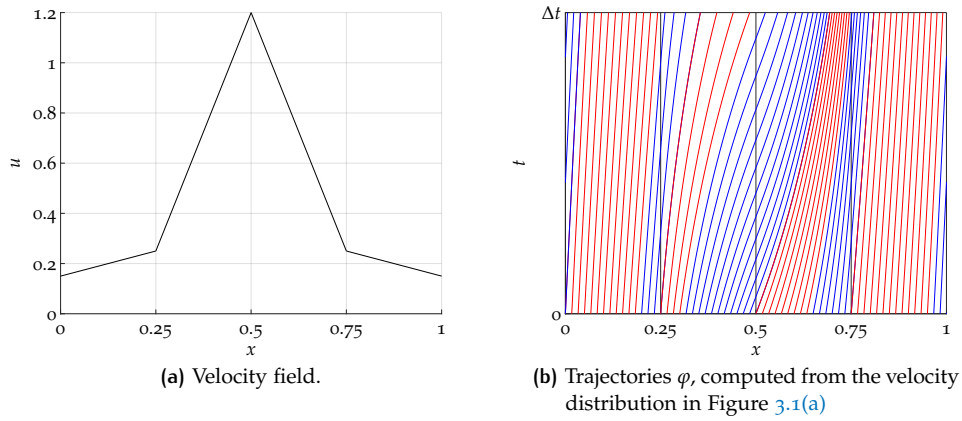 1.2
1
0.8
0.6
0.4
0.2
0
u
0 0.25 0.5 0.75 1
x
(a) Velocity field.
Δt
t
0
0 0.25 0.5 0.75 1
x
(b) Trajectories φ, computed from the velocity
distribution in Figure 3.1(a)